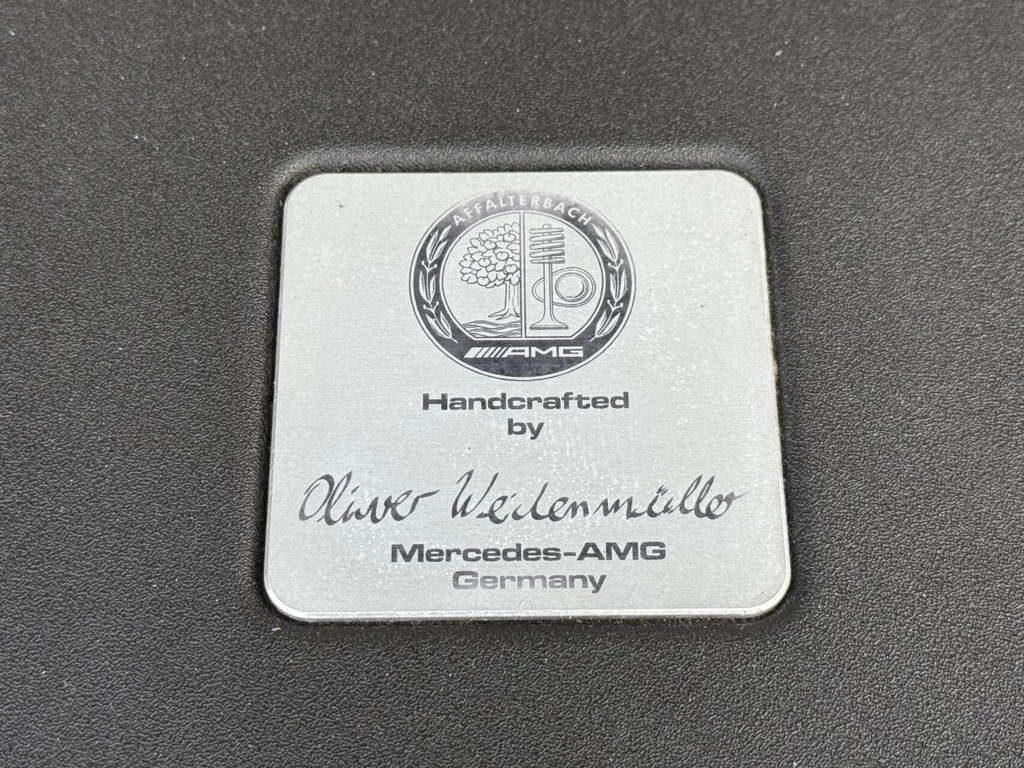 AFFALTERBACH
AMG
Handcrafted
by
Oliver Weidenmüller
Mercedes-AMG
Germany